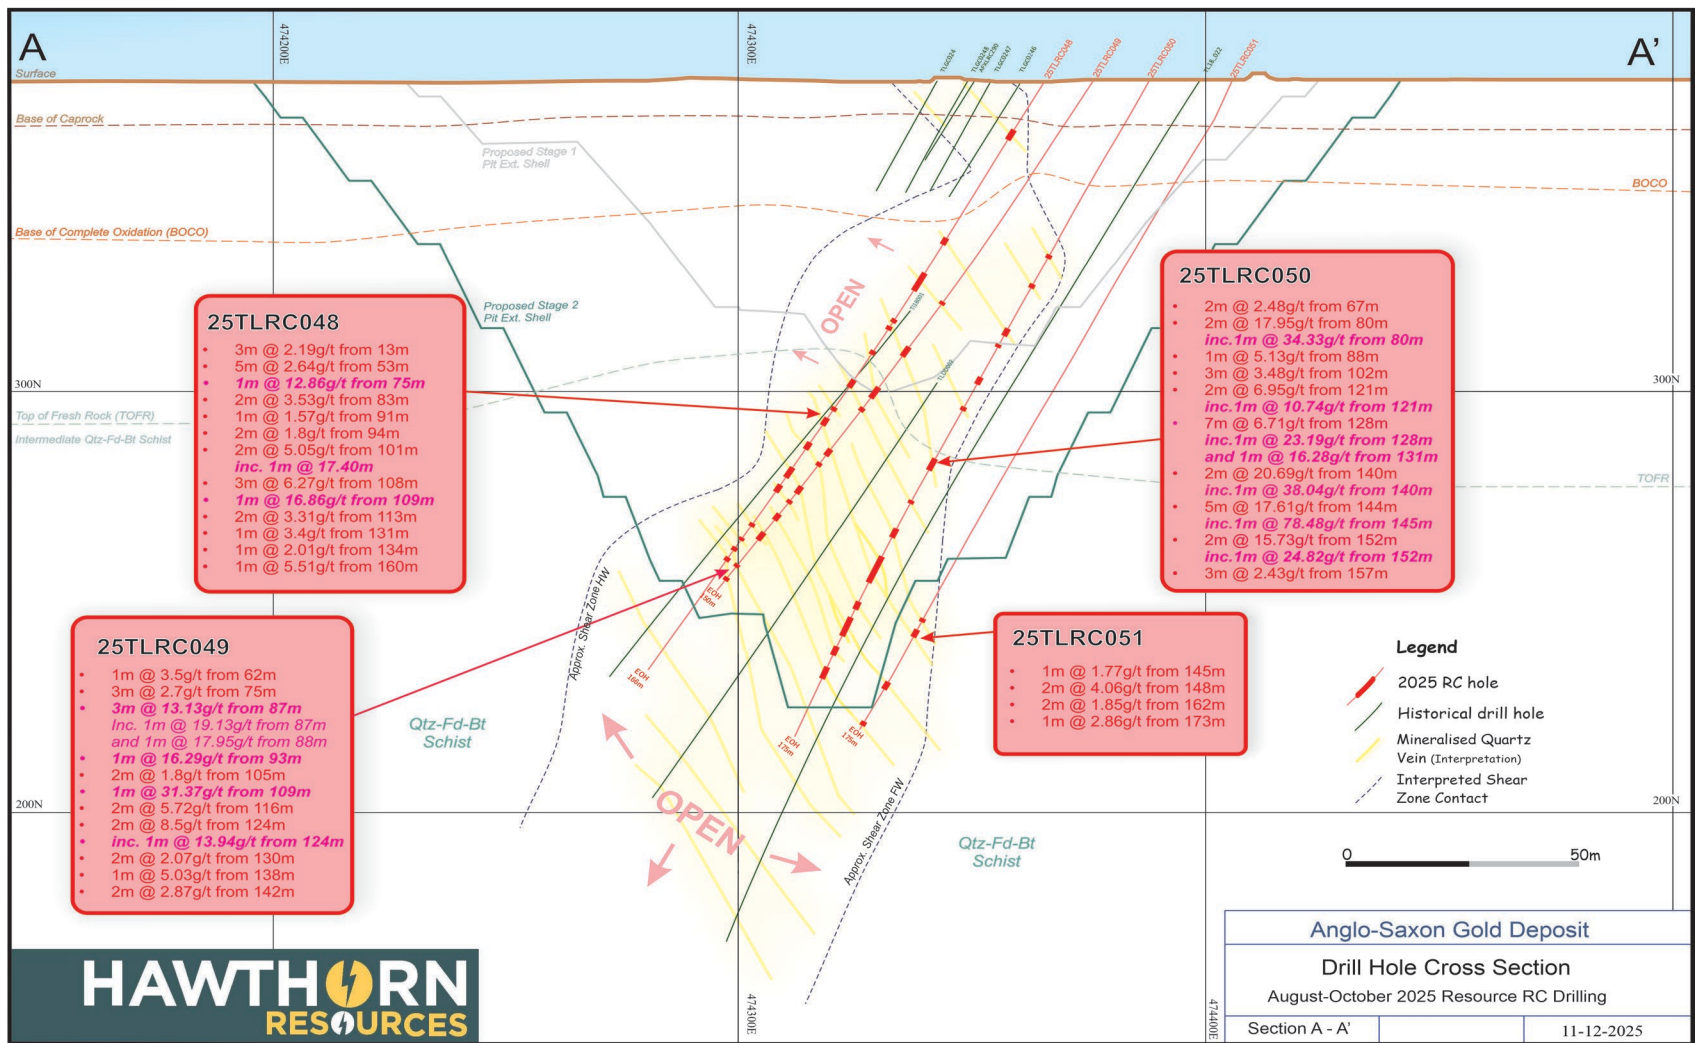 A
A'
474200E
474300E
TLGC024
TLGC0248
TLGC0247
TLGC0246
25TLRC048
25TLRC049
25TLRC050
TL18_022
25TLRC051
Surface
Base of Caprock
Proposed Stage 1
Pit Ext. Shell
BOCO
Base of Complete Oxidation (BOCO)
Proposed Stage 2
Pit Ext. Shell
OPEN
25TLRC048
• 3m @ 2.19g/t from 13m
• 5m @ 2.64g/t from 53m
• 1m @ 12.86g/t from 75m
• 2m @ 3.53g/t from 83m
• 1m @ 1.57g/t from 91m
• 2m @ 1.8g/t from 94m
• 2m @ 5.05g/t from 101m
inc. 1m @ 17.40m
• 3m @ 6.27g/t from 108m
• 1m @ 16.86g/t from 109m
• 2m @ 3.31g/t from 113m
• 1m @ 3.4g/t from 131m
• 1m @ 2.01g/t from 134m
• 1m @ 5.51g/t from 160m
25TLRC050
• 2m @ 2.48g/t from 67m
• 2m @ 17.95g/t from 80m
inc.1m @ 34.33g/t from 80m
• 1m @ 5.13g/t from 88m
• 3m @ 3.48g/t from 102m
• 2m @ 6.95g/t from 121m
inc.1m @ 10.74g/t from 121m
• 7m @ 6.71g/t from 128m
inc.1m @ 23.19g/t from 128m
and 1m @ 16.28g/t from 131m
• 2m @ 20.69g/t from 140m
inc.1m @ 38.04g/t from 140m
• 5m @ 17.61g/t from 144m
inc.1m @ 78.48g/t from 145m
• 2m @ 15.73g/t from 152m
inc.1m @ 24.82g/t from 152m
• 3m @ 2.43g/t from 157m
300N
300N
Top of Fresh Rock (TOFR)
Intermediate Qtz-Fd-Bt Schist
TOFR
EOH
150m
EOH
166m
EOH
175m
EOH
175m
Approx. Shear Zone HW
Approx. Shear Zone FW
25TLRC049
• 1m @ 3.5g/t from 62m
• 3m @ 2.7g/t from 75m
• 3m @ 13.13g/t from 87m
Inc. 1m @ 19.13g/t from 87m
and 1m @ 17.95g/t from 88m
• 1m @ 16.29g/t from 93m
• 2m @ 1.8g/t from 105m
• 1m @ 31.37g/t from 109m
• 2m @ 5.72g/t from 116m
• 2m @ 8.5g/t from 124m
• inc. 1m @ 13.94g/t from 124m
• 2m @ 2.07g/t from 130m
• 1m @ 5.03g/t from 138m
• 2m @ 2.87g/t from 142m
25TLRC051
• 1m @ 1.77g/t from 145m
• 2m @ 4.06g/t from 148m
• 2m @ 1.85g/t from 162m
• 1m @ 2.86g/t from 173m
Qtz-Fd-Bt
Schist
OPEN
Qtz-Fd-Bt
Schist
200N
200N
Legend
2025 RC hole
Historical drill hole
Mineralised Quartz
Vein (Interpretation)
Interpreted Shear
Zone Contact
0 50m
474300E
474400E
HAWTHORN
RESOURCES
Anglo-Saxon Gold Deposit
Drill Hole Cross Section
August-October 2025 Resource RC Drilling
Section A - A'
11-12-2025